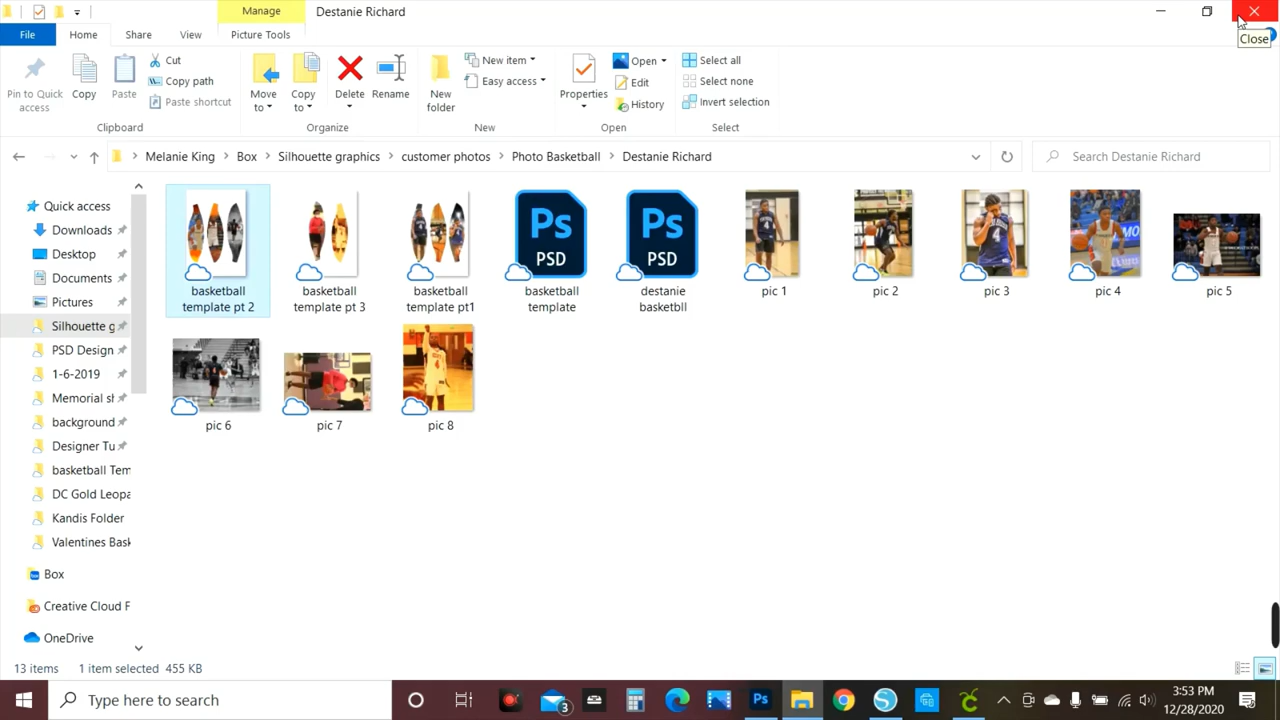 Manage
Destanie Richard
File
Home
Share
View
Picture Tools
Close
Pin to Quick access
Copy
Paste
Cut
Copy path
Paste shortcut
Clipboard
Move to
Copy to
Delete
Rename
Organize
New folder
New item
Easy access
New
Properties
Open
Edit
History
Open
Select all
Select none
Invert selection
Select
Melanie King > Box > Silhouette graphics > customer photos > Photo Basketball > Destanie Richard
Search Destanie Richard
Quick access
Downloads
Desktop
Documents
Pictures
Silhouette g
PSD Design
1-6-2019
Memorial sh
background
Designer Tu
basketball Tem
DC Gold Leopa
Kandis Folder
Valentines Bask
Box
Creative Cloud F
OneDrive
basketball
template pt 2
basketball
template pt 3
basketball
template pt1
Ps
PSD
basketball
template
Ps
PSD
destanie
basketbll
pic 1
pic 2
pic 3
pic 4
pic 5
pic 6
pic 7
pic 8
13 items 1 item selected 455 KB
Type here to search
3
Ps
3:53 PM
12/28/2020